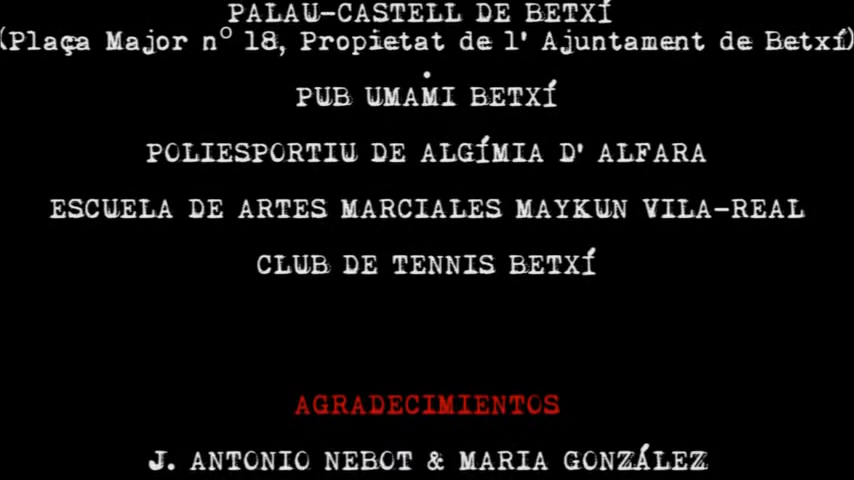 PALAU-CASTELL DE BETXÍ
(Plaça Major nº 18, Propietat de l' Ajuntament de Betxí)
.
PUB UMAMI BETXÍ
POLIESPORTIU DE ALGÍMIA D' ALFARA
ESCUELA DE ARTES MARCIALES MAYKUN VILA-REAL
CLUB DE TENNIS BETXÍ
AGRADECIMIENTOS
J. ANTONIO NEBOT & MARIA GONZÁLEZ